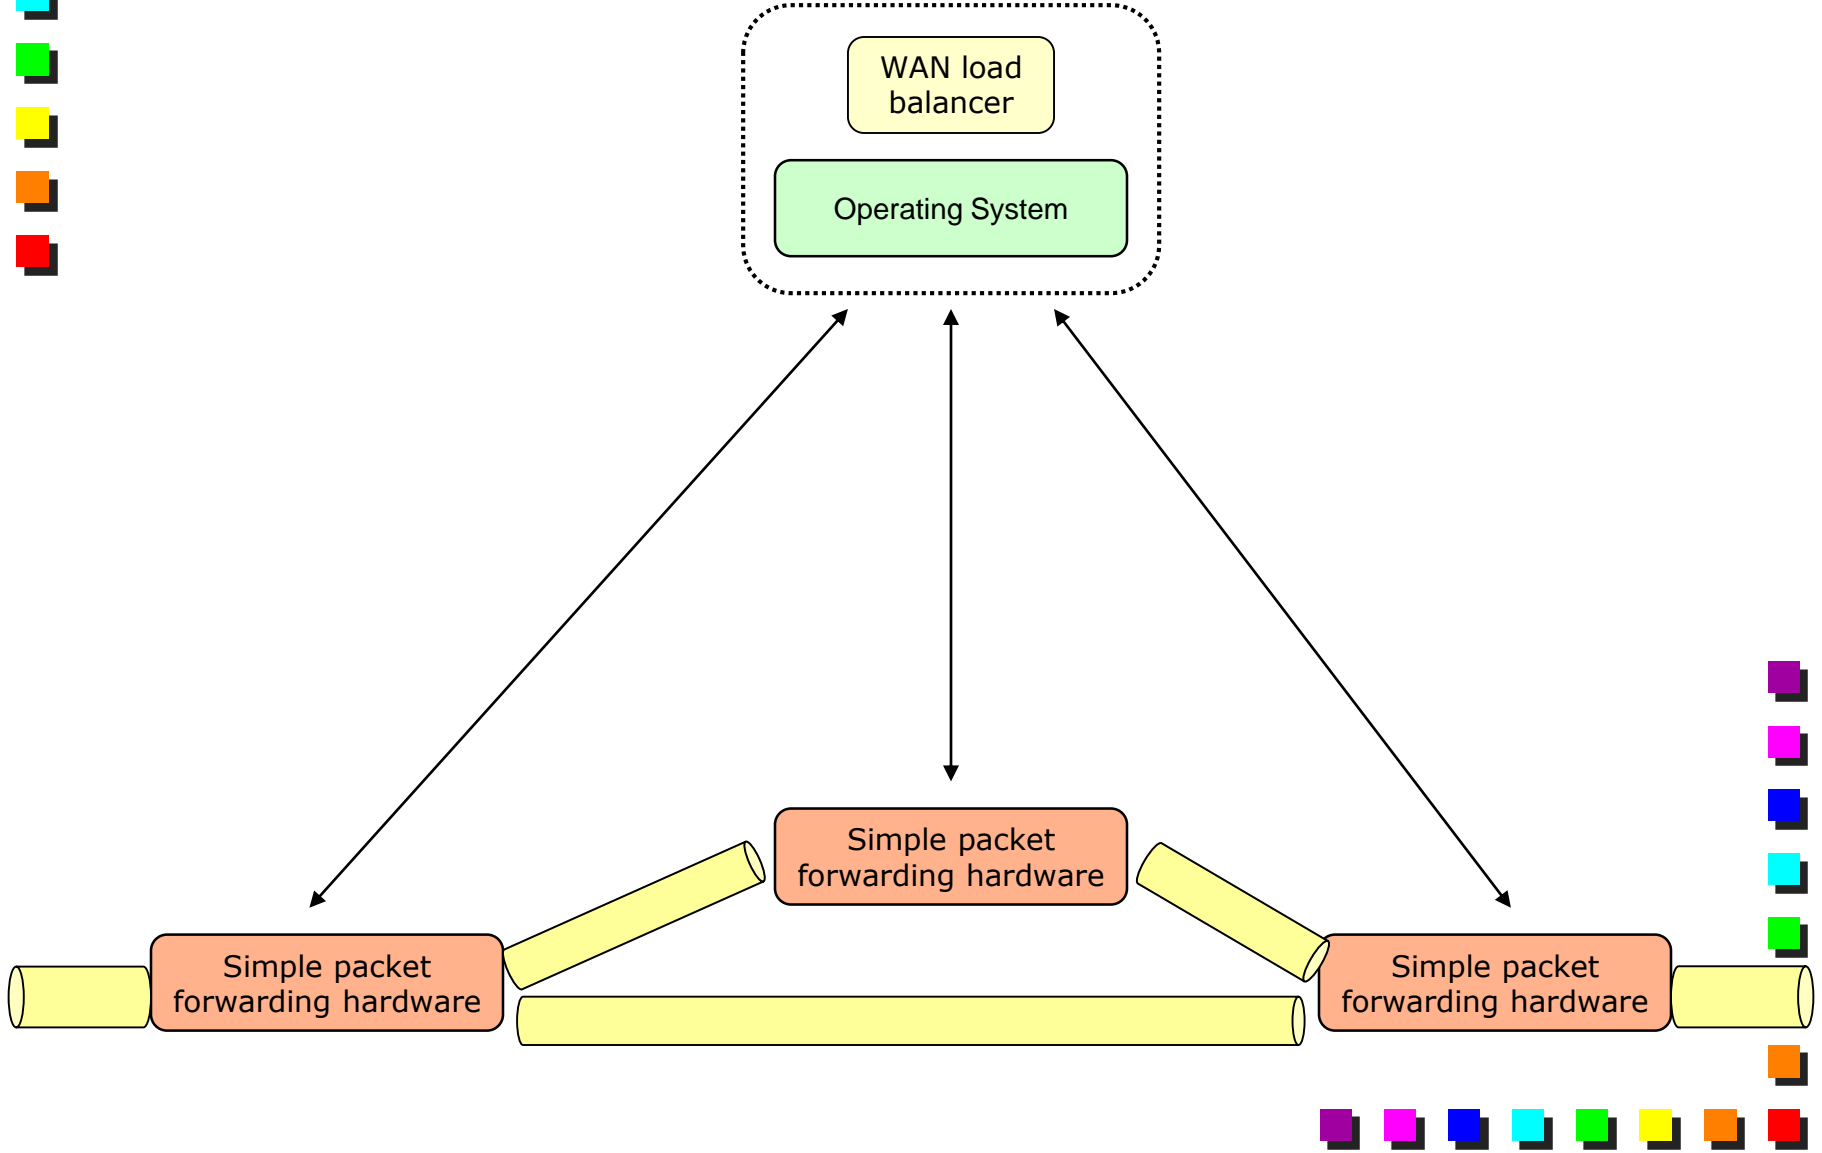 WAN load
balancer
Operating System
Simple packet
forwarding hardware
Simple packet
forwarding hardware
Simple packet
forwarding hardware